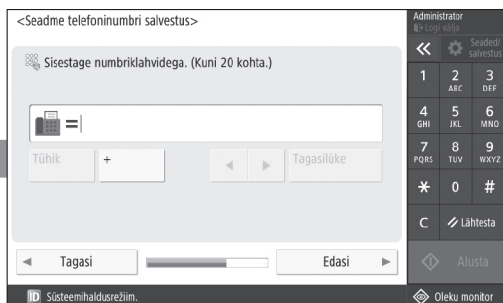 <Seadme telefoninumbri salvestus>
Sisestage numbriklahvidega. (Kuni 20 kohta.)
=
Tühik
+
Tagasilüke
Tagasi
Edasi
ID Süsteemihaldusrežiim.
Administrator
Logi välja
Seaded/
salvestus
1
2
3
ABC
DEF
4
5
6
GHI
JKL
MNO
7
8
9
PQRS
TUV
WXYZ
*
0
#
C
Lähtesta
Alusta
Oleku monitor